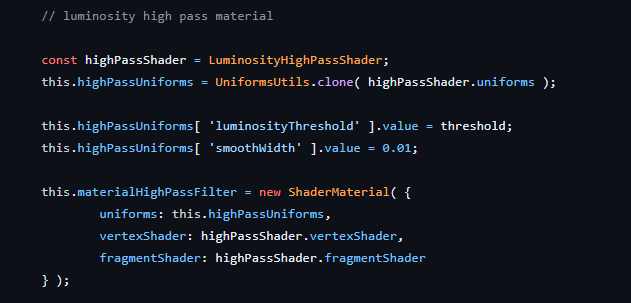 // luminosity high pass material
const highPassShader = LuminosityHighPassShader;
this.highPassUniforms = UniformsUtils.clone( highPassShader.uniforms );
this.highPassUniforms[ 'luminosityThreshold' ].value = threshold;
this.highPassUniforms[ 'smoothWidth' ].value = 0.01;
this.materialHighPassFilter = new ShaderMaterial( {
uniforms: this.highPassUniforms,
vertexShader: highPassShader.vertexShader,
fragmentShader: highPassShader.fragmentShader
} );